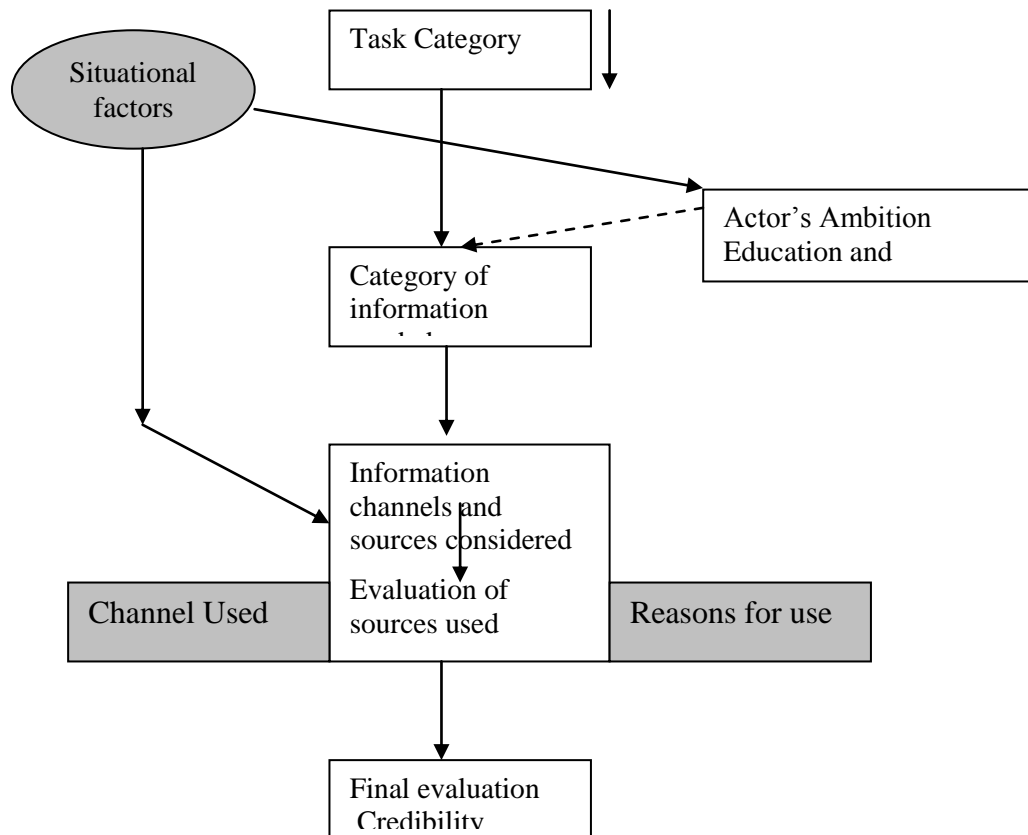 Task Category
Situational
factors
Actor's Ambition
Education and
Category of
information
Information
channels and
sources considered
Evaluation of
sources used
Channel Used
Reasons for use
Final evaluation
Credibility